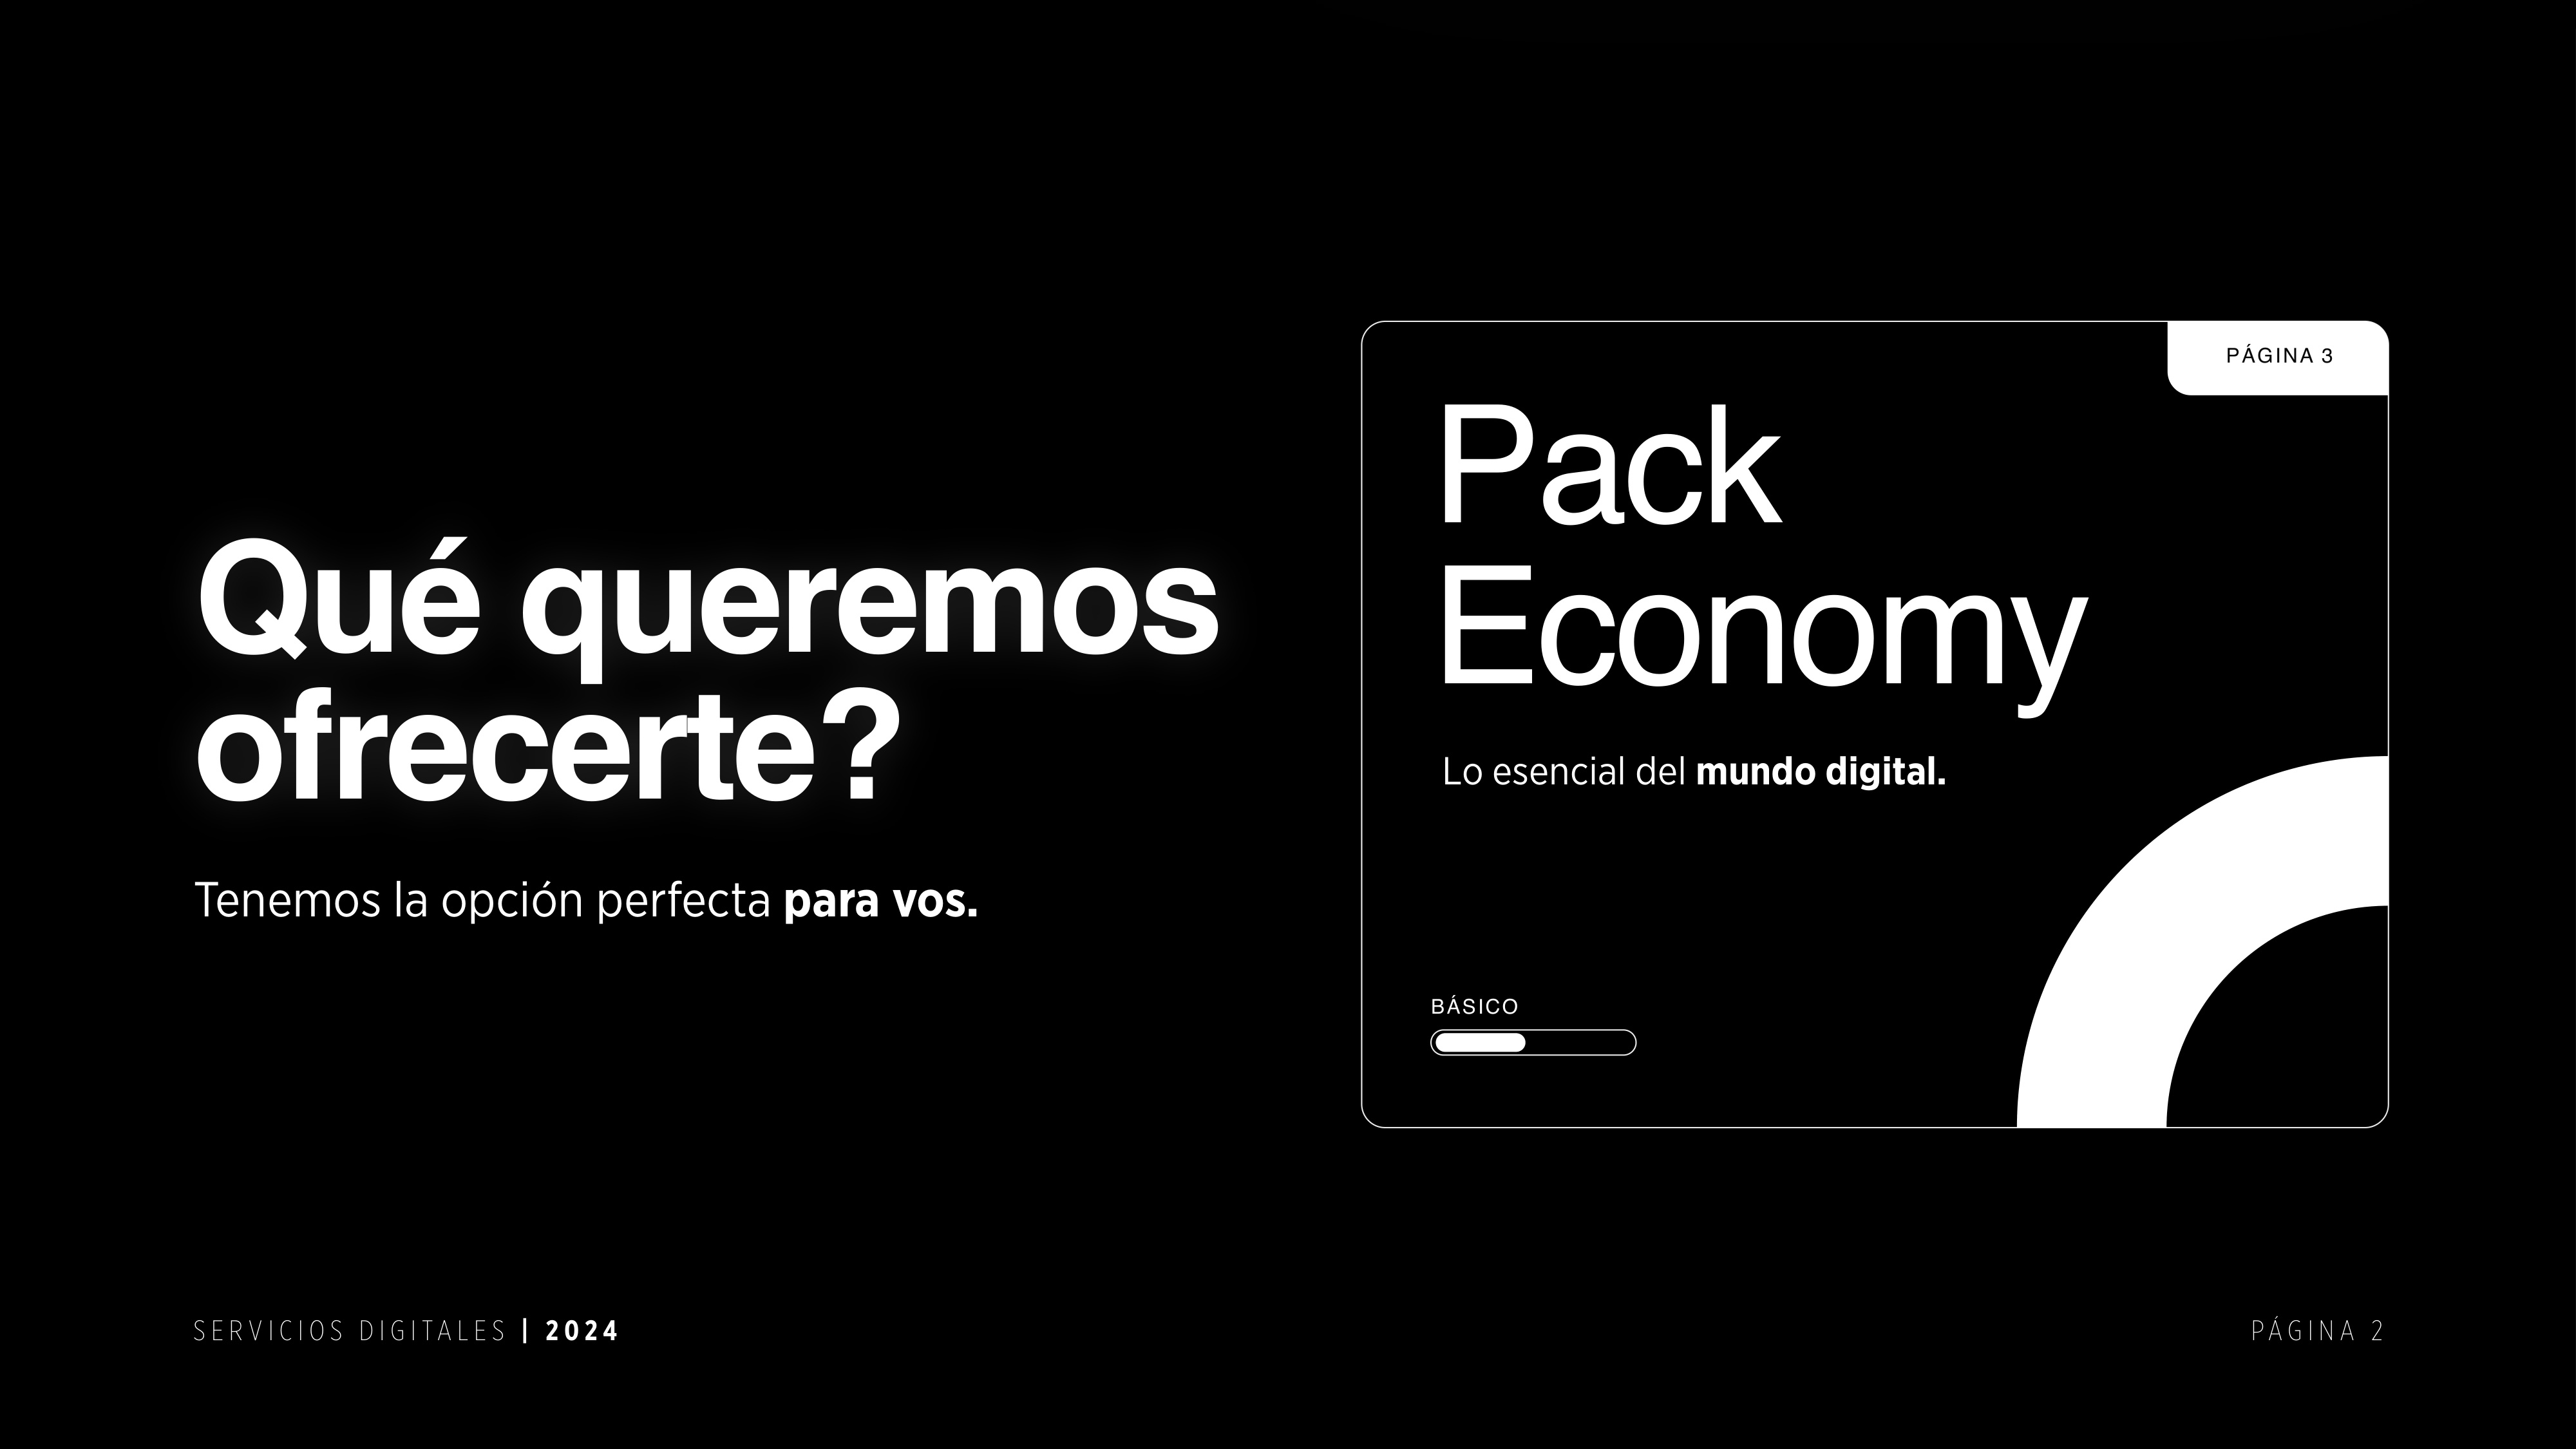 Qué queremos
ofrecerte?
Tenemos la opción perfecta para vos.
PÁGINA 3
Pack
Economy
Lo esencial del mundo digital.
BÁSICO
SERVICIOS DIGITALES | 2024
PÁGINA 2